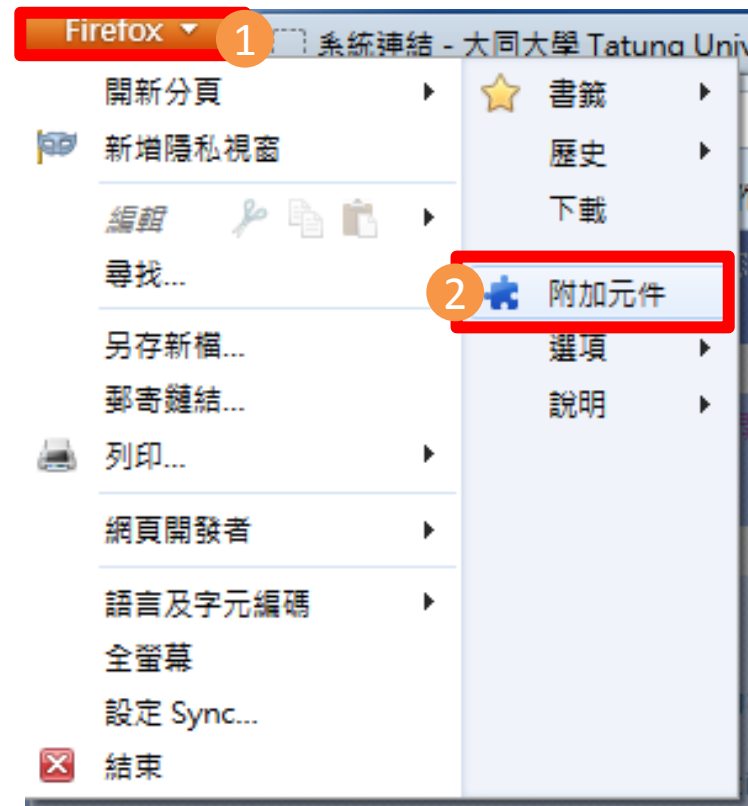 Firefox
1
系統連結 - 大同大學 Tatung Univ
開新分頁
新增隱私視窗
編輯
尋找...
另存新檔...
郵寄鏈結...
列印...
網頁開發者
語言及字元編碼
全螢幕
設定 Sync...
結束
書籤
歷史
下載
2
附加元件
選項
說明